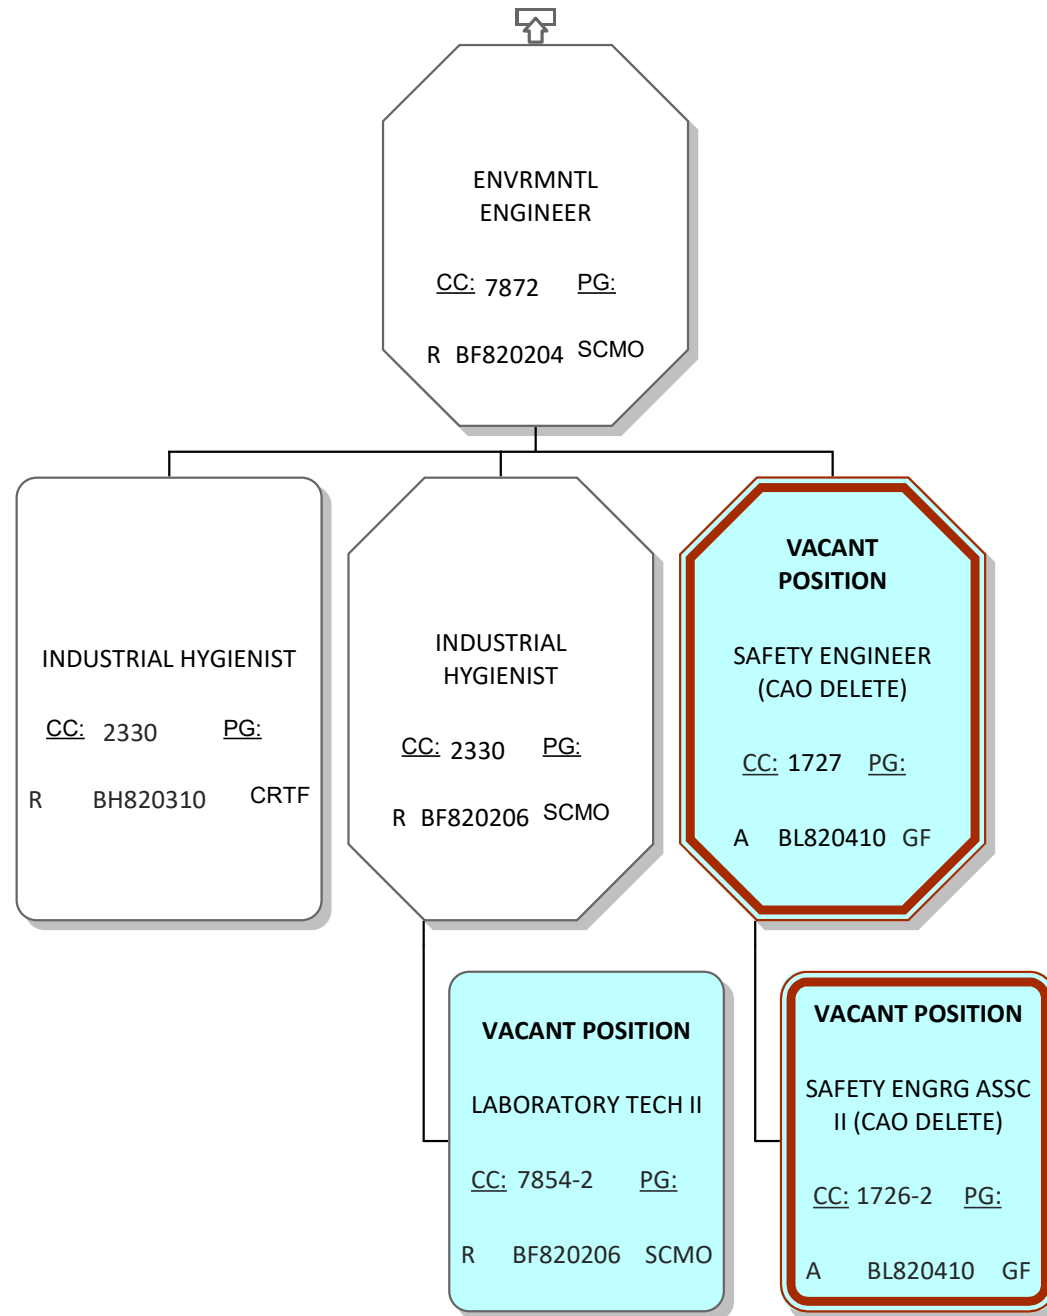 ENVRMNTL
ENGINEER
CC: 7872 PG:
R BF820204 SCMO
INDUSTRIAL HYGIENIST
CC: 2330 PG:
R BH820310 CRTF
INDUSTRIAL
HYGIENIST
CC: 2330 PG:
R BF820206 SCMO
VACANT
POSITION
SAFETY ENGINEER
(CAO DELETE)
CC: 1727 PG:
A BL820410 GF
VACANT POSITION
LABORATORY TECH II
CC: 7854-2 PG:
R BF820206 SCMO
VACANT POSITION
SAFETY ENGRG ASSC
II (CAO DELETE)
CC: 1726-2 PG:
A BL820410 GF